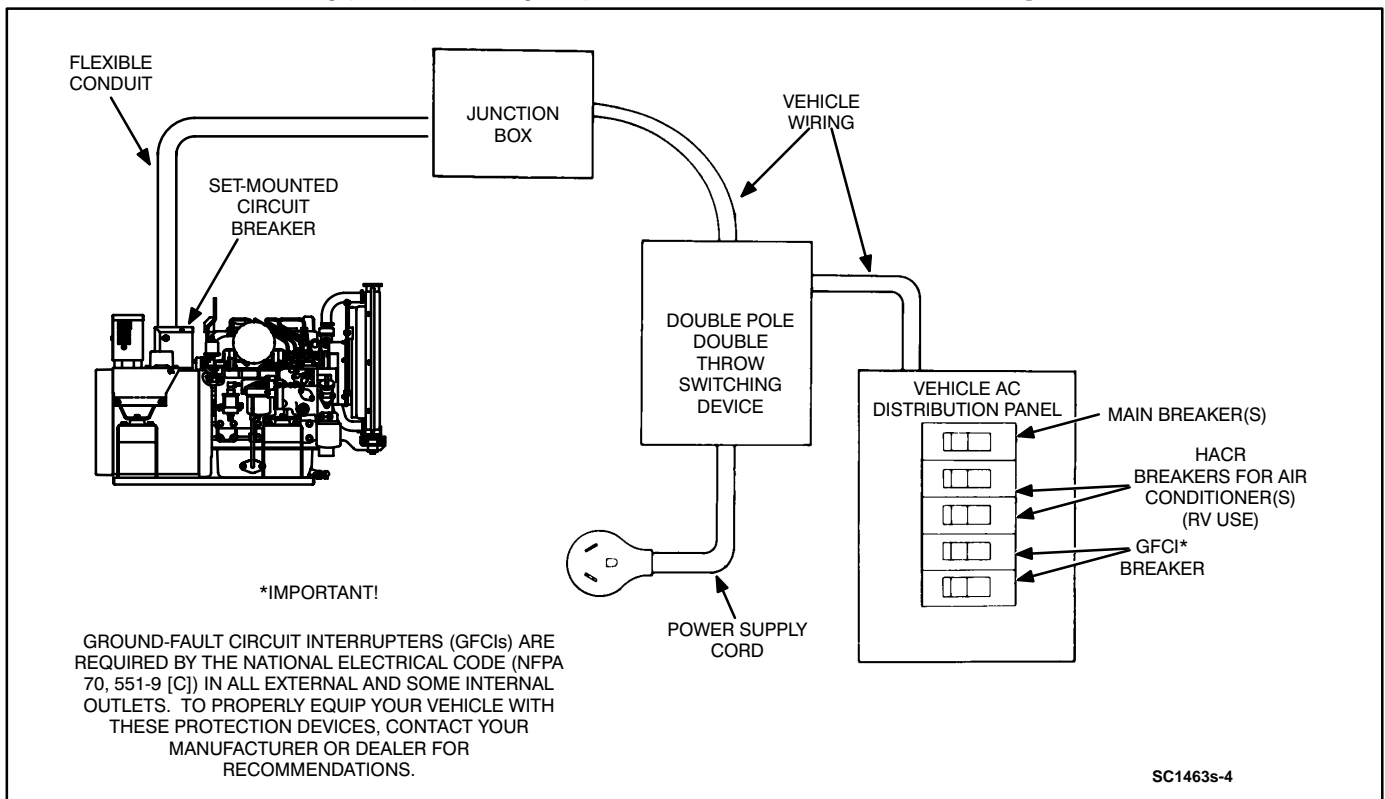 FLEXIBLE
CONDUIT
JUNCTION
BOX
VEHICLE
WIRING
SET-MOUNTED
CIRCUIT
BREAKER
DOUBLE POLE
DOUBLE
THROW
SWITCHING
DEVICE
VEHICLE AC
DISTRIBUTION PANEL
MAIN BREAKER(S)
HACR
BREAKERS FOR AIR
CONDITIONER(S)
(RV USE)
GFCI*
BREAKER
POWER SUPPLY
CORD
*IMPORTANT!
GROUND-FAULT CIRCUIT INTERRUPTERS (GFCIs) ARE
REQUIRED BY THE NATIONAL ELECTRICAL CODE (NFPA
70, 551-9 [C]) IN ALL EXTERNAL AND SOME INTERNAL
OUTLETS. TO PROPERLY EQUIP YOUR VEHICLE WITH
THESE PROTECTION DEVICES, CONTACT YOUR
MANUFACTURER OR DEALER FOR
RECOMMENDATIONS.
SC1463s-4